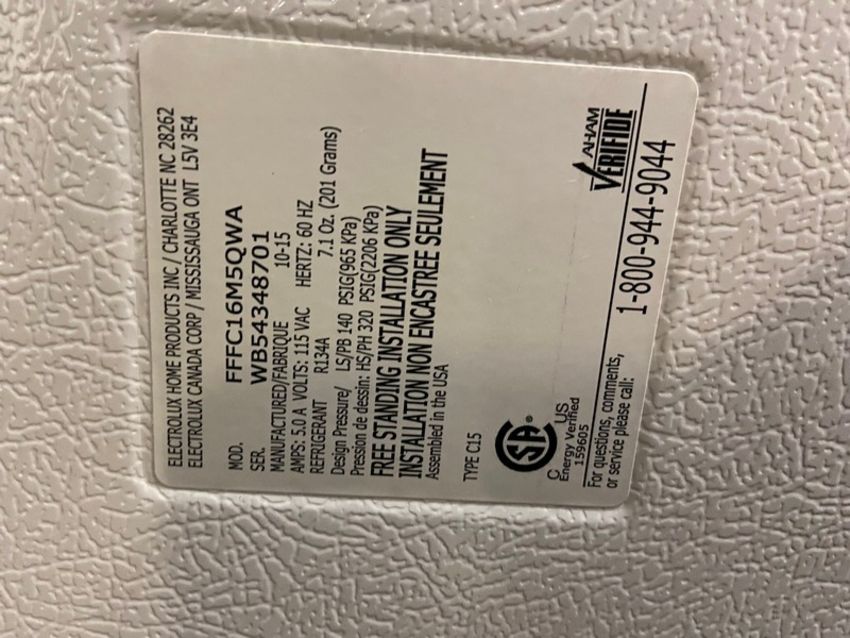 ELECTROLUX HOME PRODUCTS INC / CHARLOTTE NC 28262
ELECTROLUX CANADA CORP / MISSISSAUGA ONT L5V 3E4
MOD. FFFC16M5QWA
SER. WB54348701
MANUFACTURED/FABRIQUE 10-15
AMPS: 5.0 A VOLTS: 115 VAC HERTZ: 60 HZ
REFRIGERANT R134A 7.1 Oz. (201 Grams)
Design Pressure/ LS/PB 140 PSIG(965 KPa)
Pression de dessin: HS/PH 320 PSIG(2206 KPa)
FREE STANDING INSTALLATION ONLY
INSTALLATION NON ENCASTREE SEULEMENT
Assembled in the USA
TYPE C15
SA ®
C US
Energy Verified
159605
AHAM
VERIFIDE
For questions, comments,
or service please call: 1-800-944-9044